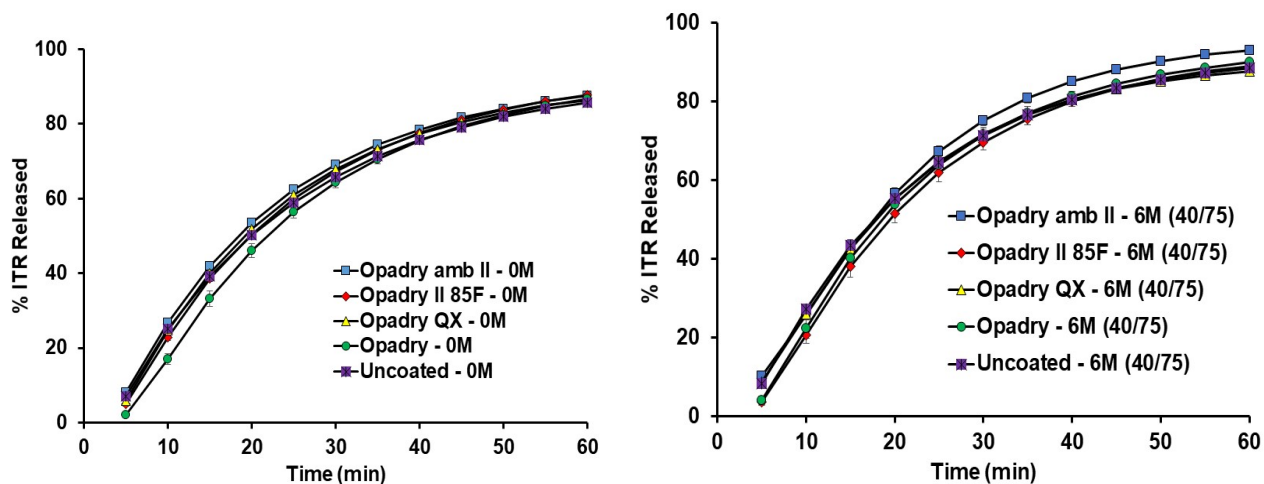 100
80
60
40
20
0
% ITR Released
0 10 20 30 40 50 60
Time (min)
Opadry amb II - 0M
Opadry II 85F - 0M
Opadry QX - 0M
Opadry - 0M
Uncoated - 0M
100
80
60
40
20
0
% ITR Released
0 10 20 30 40 50 60
Time (min)
Opadry amb II - 6M (40/75)
Opadry II 85F - 6M (40/75)
Opadry QX - 6M (40/75)
Opadry - 6M (40/75)
Uncoated - 6M (40/75)